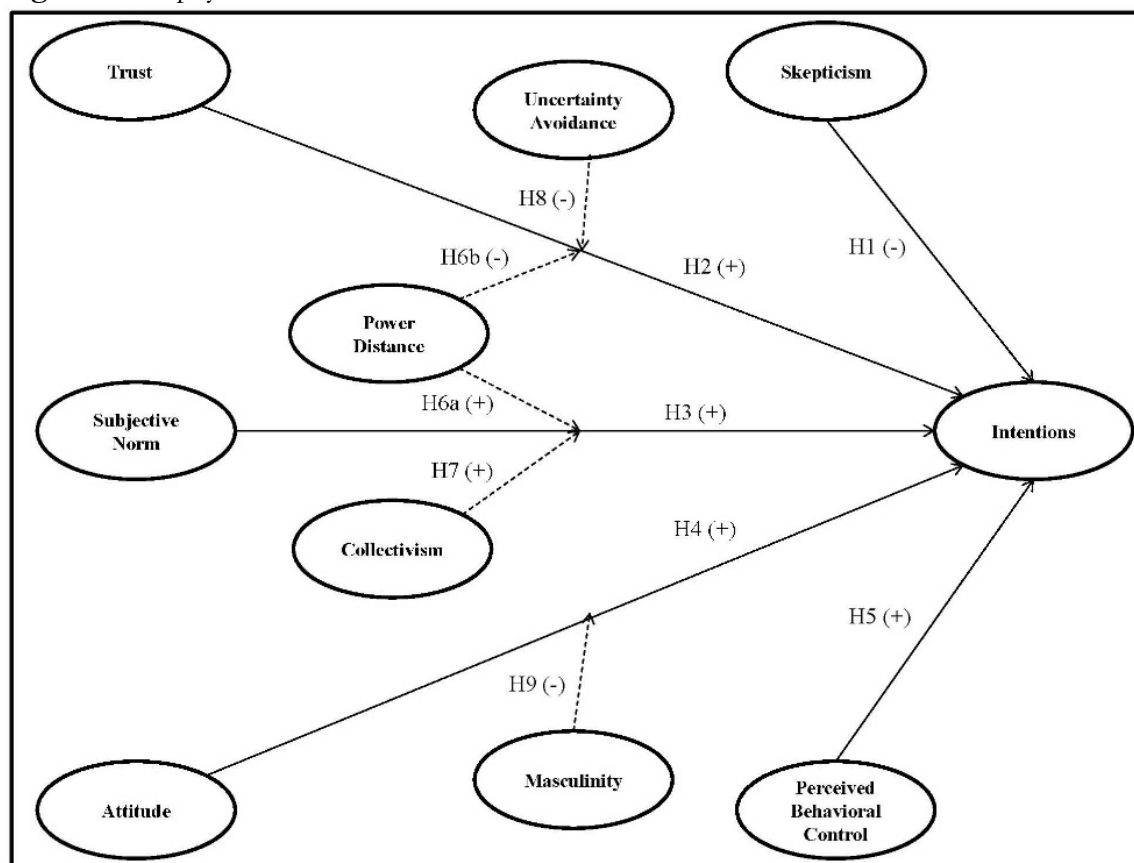 Trust
Skepticism
Uncertainty
Avoidance
H8 (-)
H6b (-)
H2 (+)
H1 (-)
Power
Distance
H6a (+)
H3 (+)
Subjective
Norm
Intentions
H7 (+)
H4 (+)
Collectivism
H5 (+)
H9 (-)
Masculinity
Attitude
Perceived
Behavioral
Control